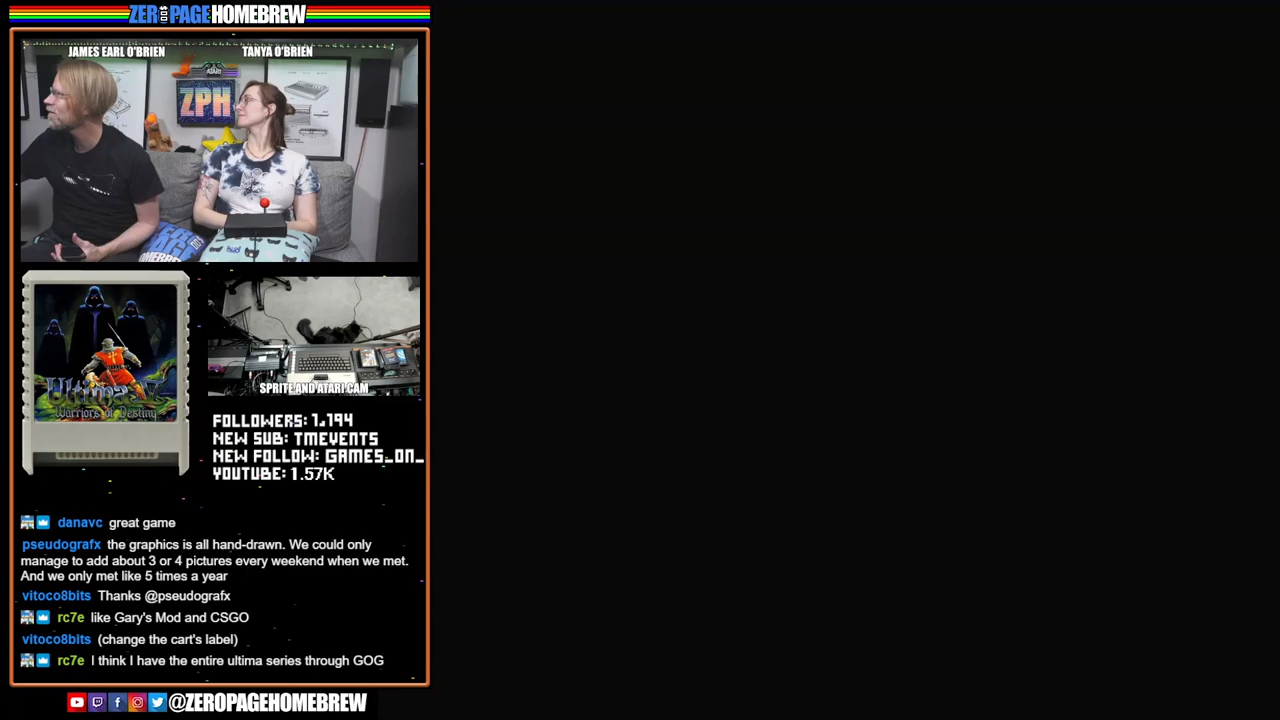 ZEROPAGE HOMEBREW
JAMES EARL O'BRIEN
TANYA O'BRIEN
ATARI
ZPH
Ultima V
Warriors of Destiny
SPRITE AND ATARI CAM
FOLLOWERS: 1,194
NEW SUB: TMEVENTS
NEW FOLLOW: GAMES_ON_
YOUTUBE: 1.57K
danavc great game
pseudografx the graphics is all hand-drawn. We could only
manage to add about 3 or 4 pictures every weekend when we met.
And we only met like 5 times a year
vitoco8bits Thanks @pseudografx
rc7e like Gary's Mod and CSGO
vitoco8bits (change the cart's label)
rc7e I think I have the entire ultima series through GOG
@ZEROPAGEHOMEBREW